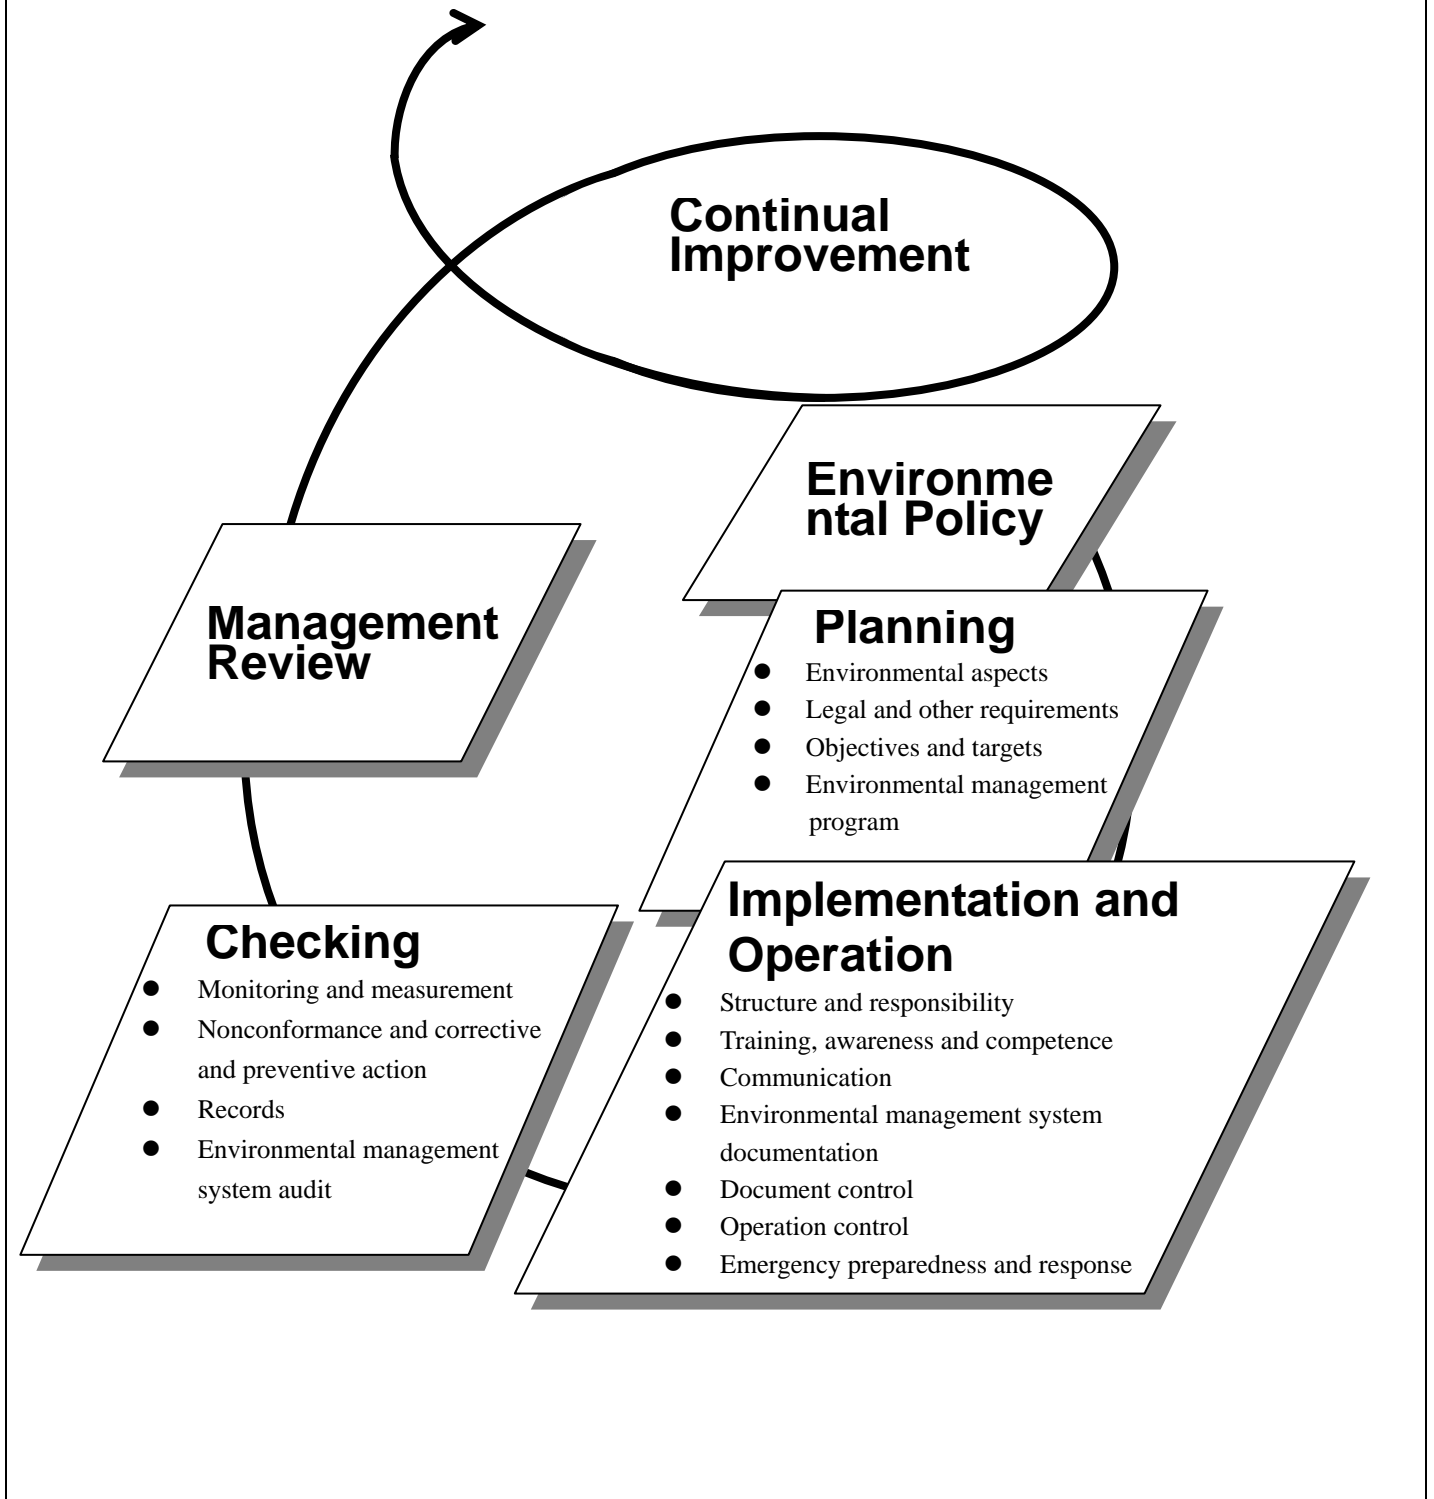 Continual
Improvement
Environme
ntal Policy
Management
Review
Planning
● Environmental aspects
● Legal and other requirements
● Objectives and targets
● Environmental management
program
Implementation and
Operation
● Structure and responsibility
● Training, awareness and competence
● Communication
● Environmental management system
documentation
● Document control
● Operation control
● Emergency preparedness and response
Checking
● Monitoring and measurement
● Nonconformance and corrective
and preventive action
● Records
● Environmental management
system audit